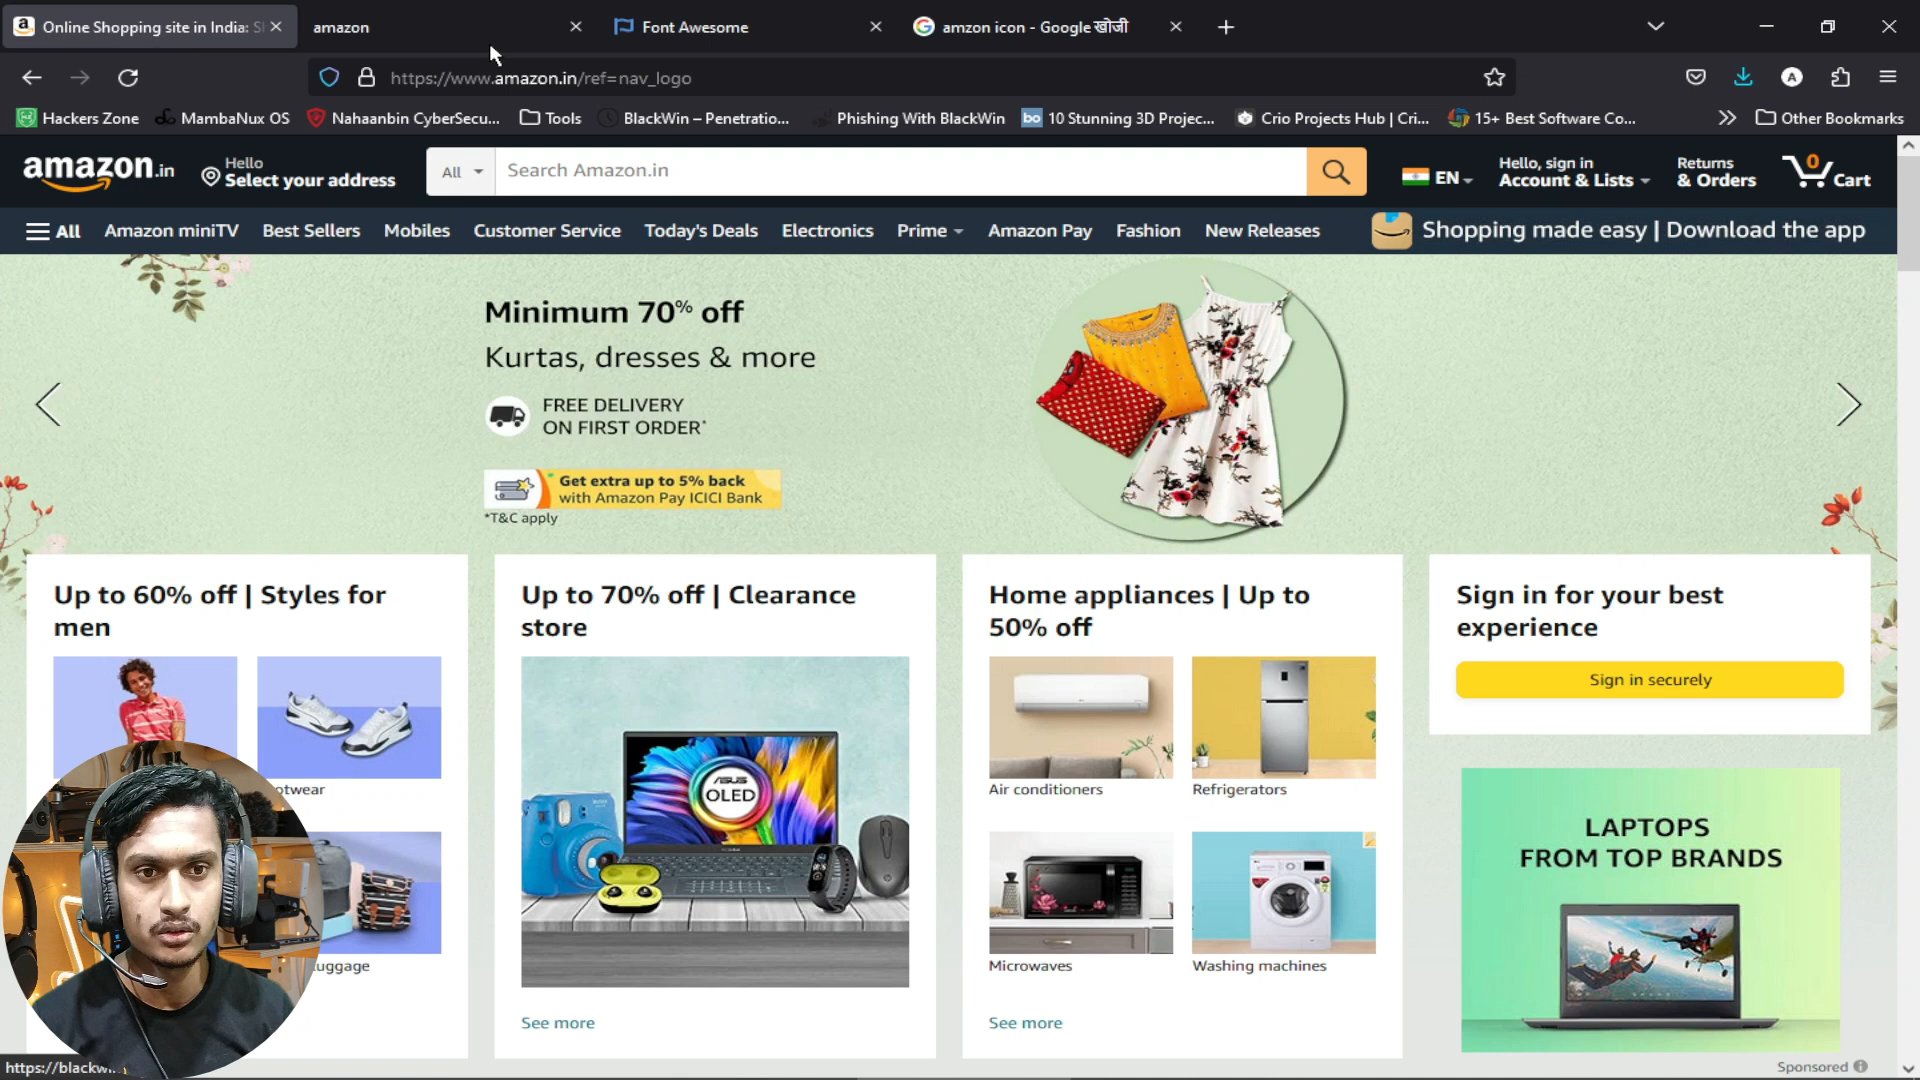 Online Shopping site in India: S
amazon
Font Awesome
amzon icon - Google खोजी
https://www.amazon.in/ref=nav_logo
A
Hackers Zone
MambaNux OS
Nahaanbin CyberSecu...
Tools
BlackWin – Penetratio...
Phishing With BlackWin
bo
10 Stunning 3D Projec...
Crio Projects Hub | Cri...
15+ Best Software Co...
Other Bookmarks
amazon.in
Hello
Select your address
All
Search Amazon.in
EN
Hello, sign in
Account & Lists
Returns
& Orders
0
Cart
All
Amazon miniTV
Best Sellers
Mobiles
Customer Service
Today's Deals
Electronics
Prime
Amazon Pay
Fashion
New Releases
Shopping made easy | Download the app
Minimum 70% off
Kurtas, dresses & more
FREE DELIVERY
ON FIRST ORDER*
Get extra up to 5% back
with Amazon Pay ICICI Bank
*T&C apply
Up to 60% off | Styles for
men
otwear
uggage
Up to 70% off | Clearance
store
ASUS
OLED
See more
Home appliances | Up to
50% off
Air conditioners
Refrigerators
Microwaves
Washing machines
See more
Sign in for your best
experience
Sign in securely
LAPTOPS
FROM TOP BRANDS
Sponsored
https://blackw...